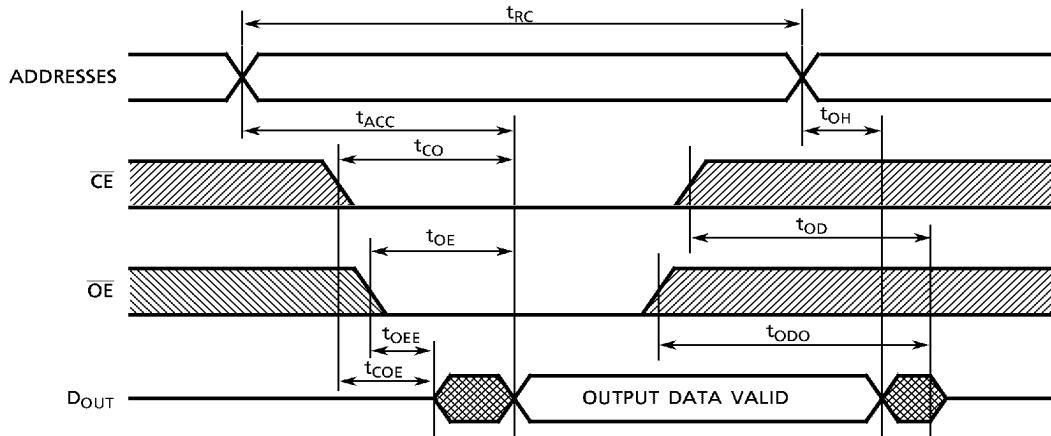 tRC
ADDRESSES
tACC
tOH
tCO
CE
tOD
tOE
OE
tODO
tOEE
tCOE
DOUT
OUTPUT DATA VALID